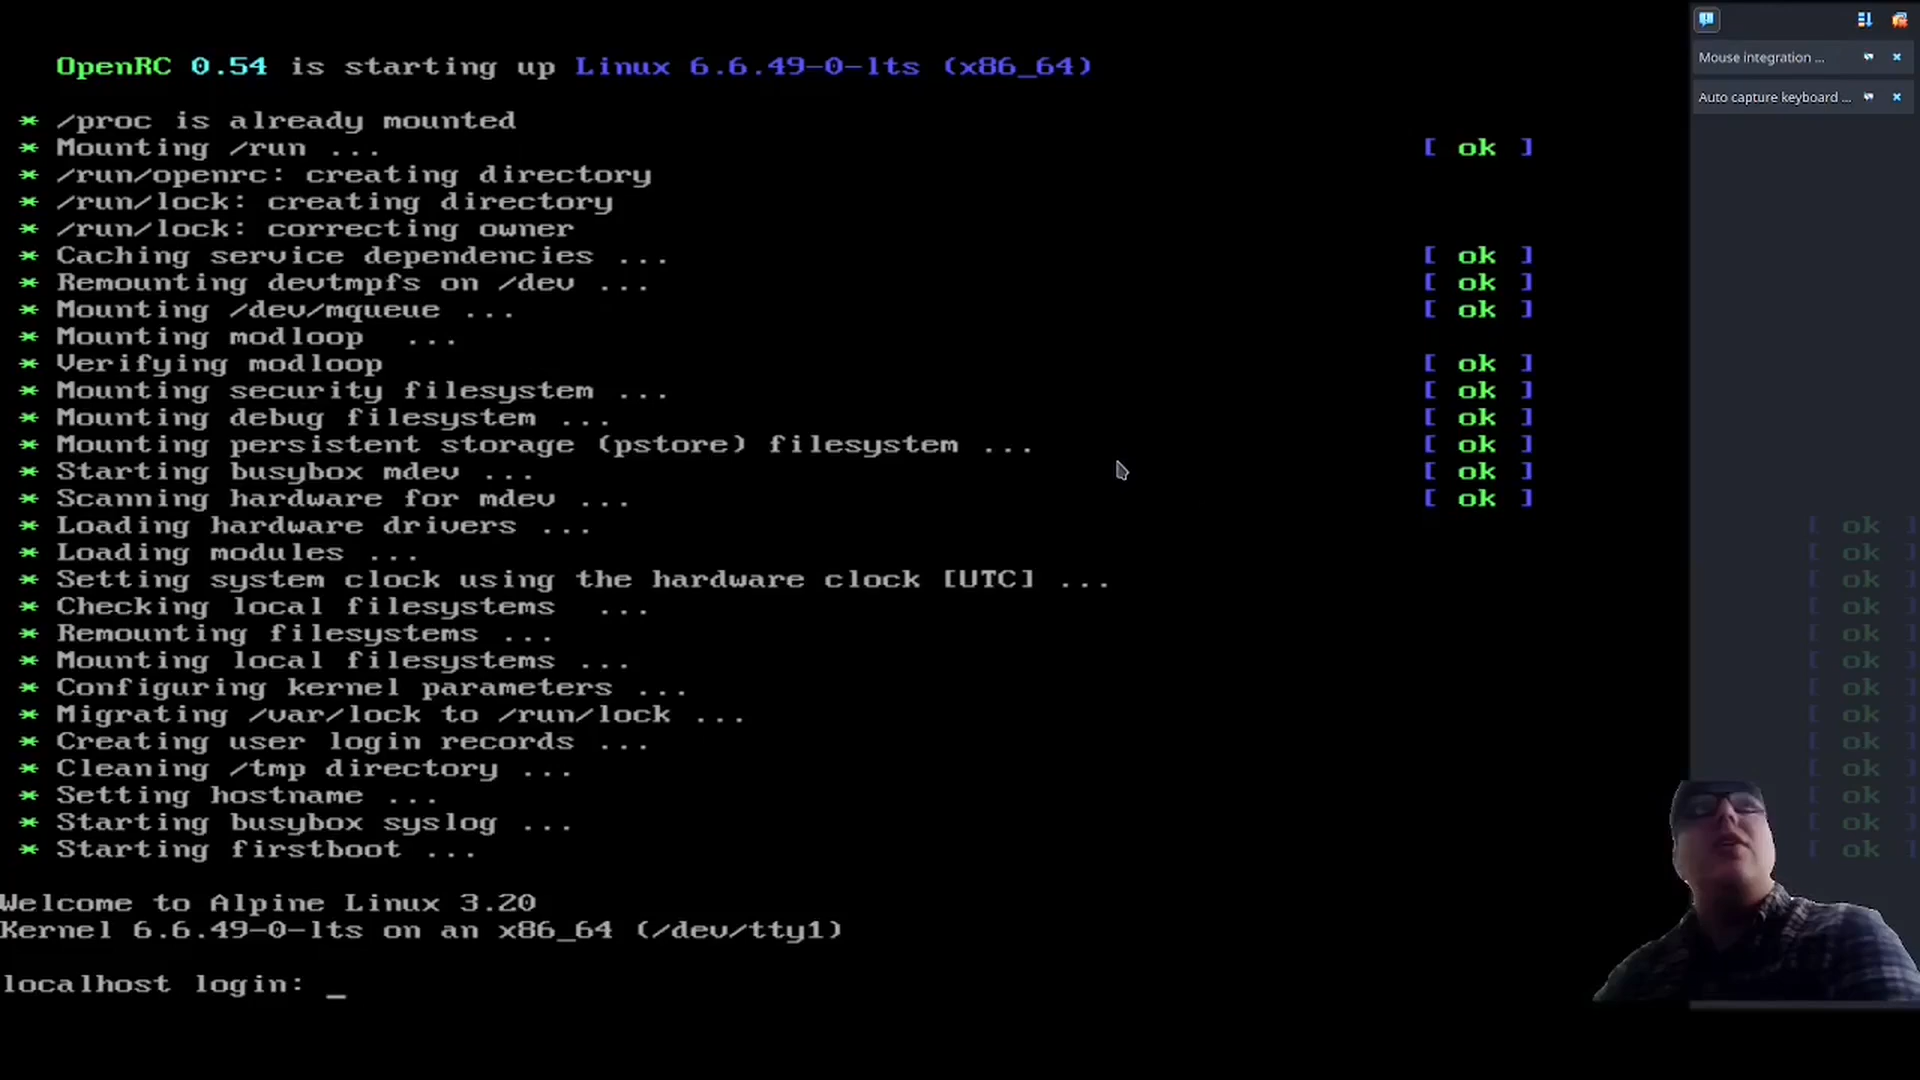 OpenRC 0.54 is starting up Linux 6.6.49-0-lts (x86_64)
Mouse integration ...
Auto capture keyboard ...
* /proc is already mounted
* Mounting /run ... [ ok ]
* /run/openrc: creating directory
* /run/lock: creating directory
* /run/lock: correcting owner
* Caching service dependencies ... [ ok ]
* Remounting devtmpfs on /dev ... [ ok ]
* Mounting /dev/mqueue ... [ ok ]
* Mounting modloop ...
* Verifying modloop [ ok ]
* Mounting security filesystem ... [ ok ]
* Mounting debug filesystem ... [ ok ]
* Mounting persistent storage (pstore) filesystem ... [ ok ]
* Starting busybox mdev ... [ ok ]
* Scanning hardware for mdev ... [ ok ]
* Loading hardware drivers ... [ ok ]
* Loading modules ... [ ok ]
* Setting system clock using the hardware clock [UTC] ... [ ok ]
* Checking local filesystems ... [ ok ]
* Remounting filesystems ... [ ok ]
* Mounting local filesystems ... [ ok ]
* Configuring kernel parameters ... [ ok ]
* Migrating /var/lock to /run/lock ... [ ok ]
* Creating user login records ... [ ok ]
* Cleaning /tmp directory ... [ ok ]
* Setting hostname ... [ ok ]
* Starting busybox syslog ... [ ok ]
* Starting firstboot ... [ ok ]
Welcome to Alpine Linux 3.20
Kernel 6.6.49-0-lts on an x86_64 (/dev/tty1)
localhost login: _